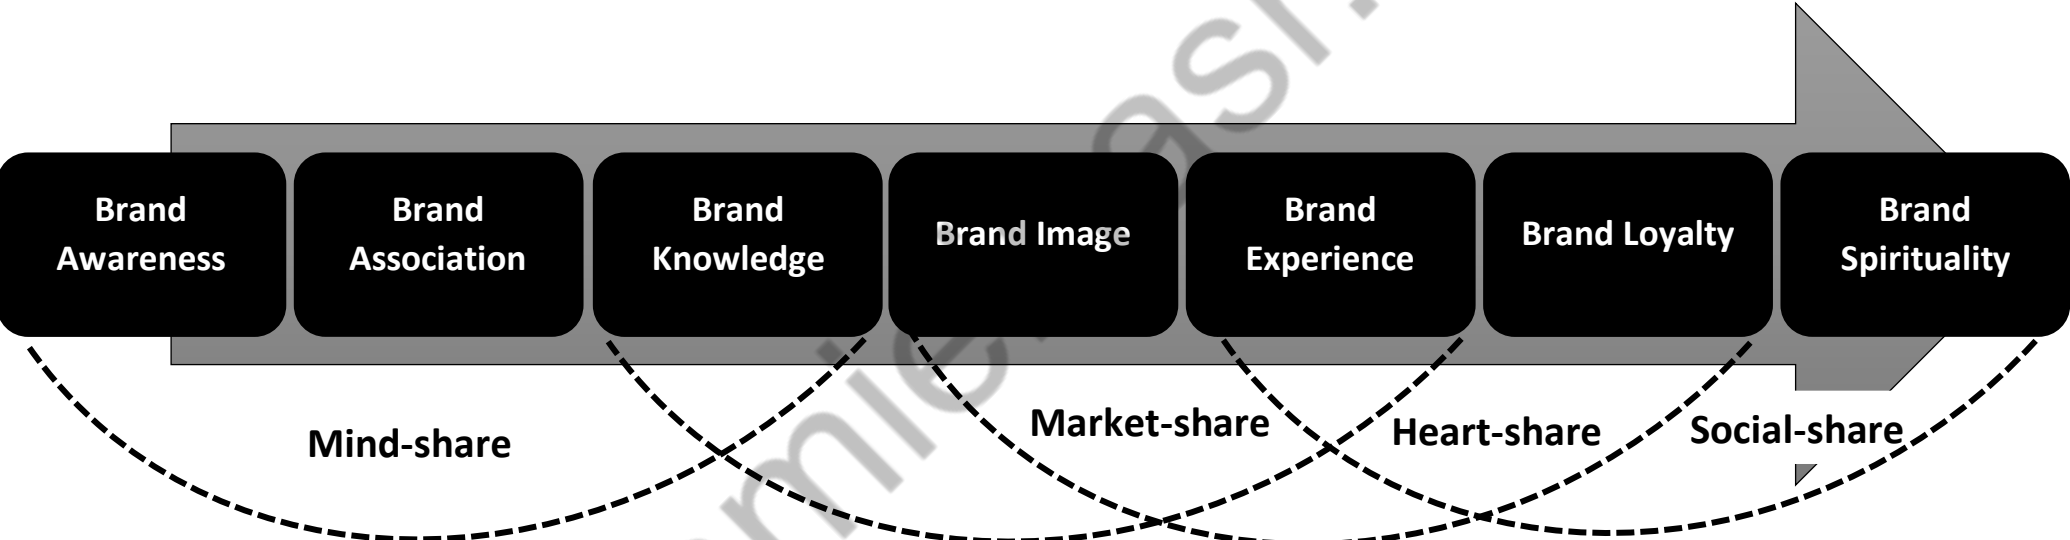 Brand
Awareness
Brand
Association
Brand
Knowledge
Brand Image
Brand
Experience
Brand Loyalty
Brand
Spirituality
Mind-share
Market-share
Heart-share
Social-share